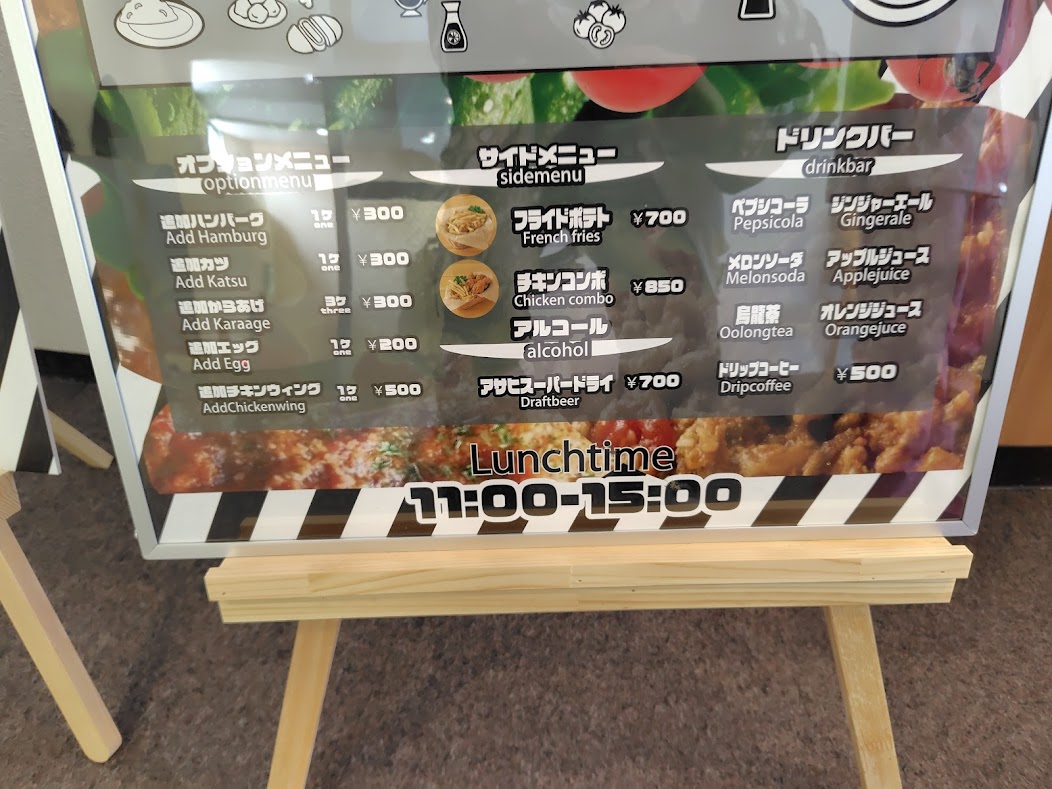 オプションメニュー
optionmenu
追加ハンバーグ 1ヶ ¥300
Add Hamburg one
追加カツ 1ヶ ¥300
Add Katsu one
追加からあげ 3ヶ ¥300
Add Karaage three
追加エッグ 1ヶ ¥200
Add Egg one
追加チキンウィング 1ヶ ¥500
AddChickenwing one
サイドメニュー
sidemenu
フライドポテト ¥700
French fries
チキンコンボ ¥850
Chicken combo
アルコール
alcohol
アサヒスーパードライ ¥700
Draftbeer
ドリンクバー
drinkbar
ペプシコーラ ジンジャーエール
Pepsicola Gingerale
メロンソーダ アップルジュース
Melonsoda Applejuice
烏龍茶 オレンジジュース
Oolongtea Orangejuce
ドリップコーヒー ¥500
Dripcoffee
Lunchtime
11:00-15:00